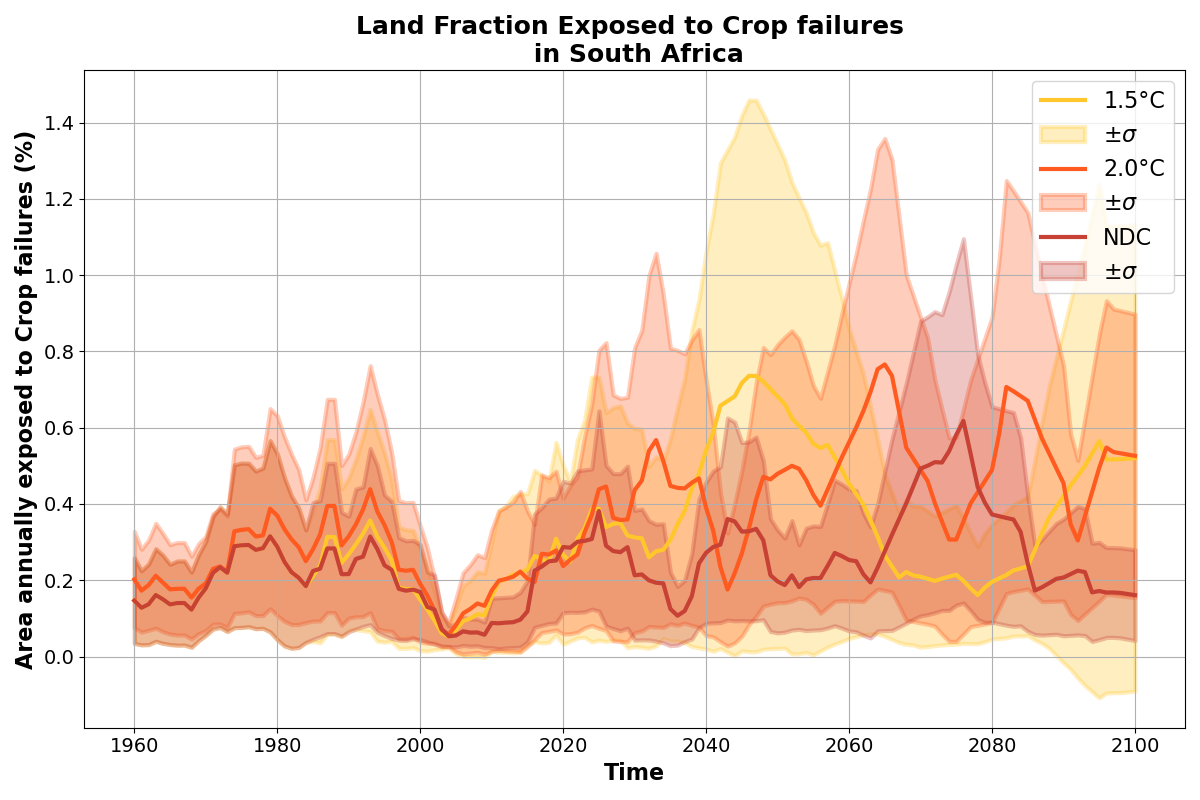 Land Fraction Exposed to Crop failures
in South Africa
Area annually exposed to Crop failures (%)
1.4
1.2
1.0
0.8
0.6
0.4
0.2
0.0
1960 1980 2000 2020 2040 2060 2080 2100
Time
1.5°C
±σ
2.0°C
±σ
NDC
±σ